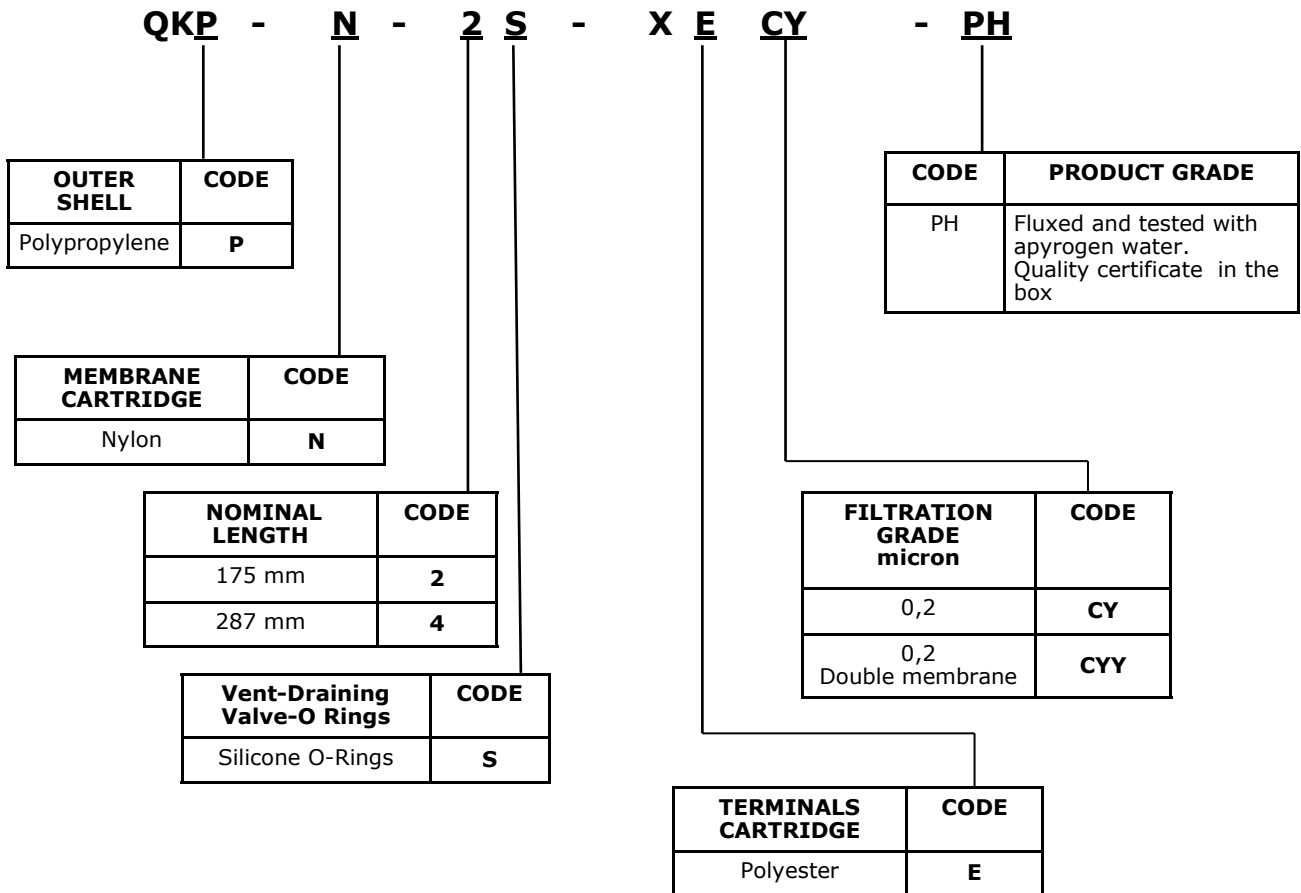 QKP - N - 2 S - X E CY - PH
OUTER
SHELL
CODE
Polypropylene
P
CODE
PRODUCT GRADE
PH
Fluxed and tested with
apyrogen water.
Quality certificate in the
box
MEMBRANE
CARTRIDGE
CODE
Nylon
N
NOMINAL
LENGTH
CODE
175 mm
2
287 mm
4
FILTRATION
GRADE
micron
CODE
0,2
CY
0,2
Double membrane
CYY
Vent-Draining
Valve-O Rings
CODE
Silicone O-Rings
S
TERMINALS
CARTRIDGE
CODE
Polyester
E